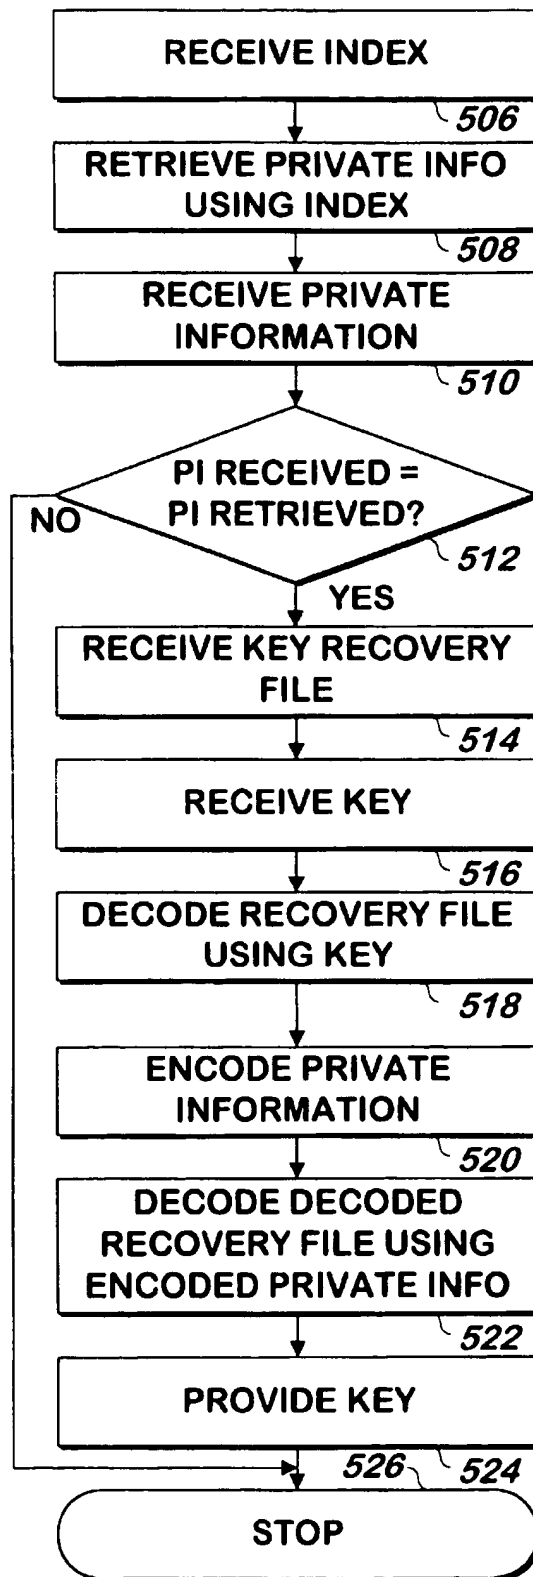 RECEIVE INDEX
506
RETRIEVE PRIVATE INFO
USING INDEX
508
RECEIVE PRIVATE
INFORMATION
510
PI RECEIVED =
PI RETRIEVED?
NO
512
YES
RECEIVE KEY RECOVERY
FILE
514
RECEIVE KEY
516
DECODE RECOVERY FILE
USING KEY
518
ENCODE PRIVATE
INFORMATION
520
DECODE DECODED
RECOVERY FILE USING
ENCODED PRIVATE INFO
522
PROVIDE KEY
524
526
STOP